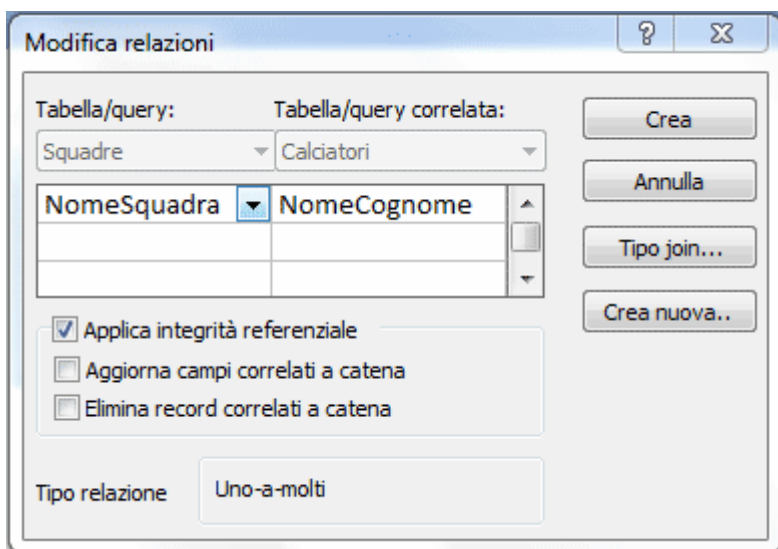 Modifica relazioni
Tabella/query: Tabella/query correlata:
Squadre Calciatori
NomeSquadra NomeCognome
Applica integrità referenziale
Aggiorna campi correlati a catena
Elimina record correlati a catena
Tipo relazione Uno-a-molti
Crea
Annulla
Tipo join...
Crea nuova..